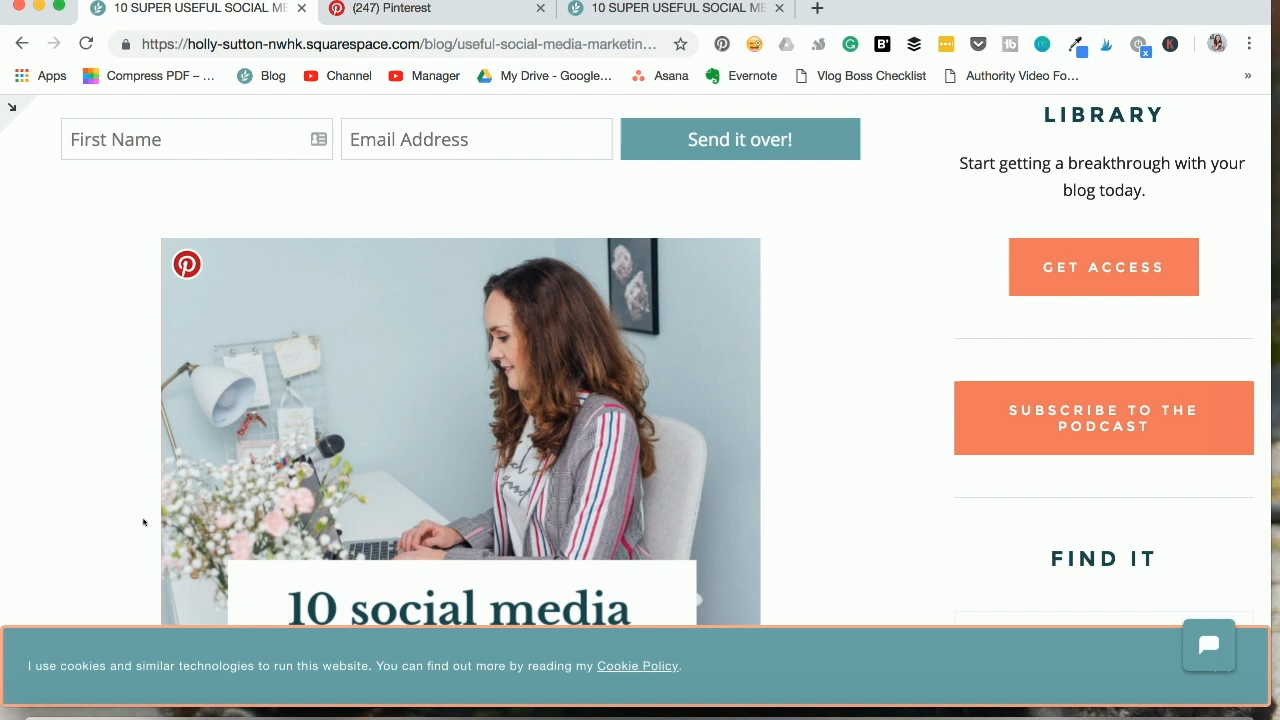 10 SUPER USEFUL SOCIAL ME
(247) Pinterest
10 SUPER USEFUL SOCIAL ME
https://holly-sutton-nwhk.squarespace.com/blog/useful-social-media-marketin...
Apps
Compress PDF – ...
Blog
Channel
Manager
My Drive - Google...
Asana
Evernote
Vlog Boss Checklist
Authority Video Fo...
»
First Name
Email Address
Send it over!
LIBRARY
Start getting a breakthrough with your
blog today.
GET ACCESS
SUBSCRIBE TO THE
PODCAST
FIND IT
10 social media
I use cookies and similar technologies to run this website. You can find out more by reading my Cookie Policy.